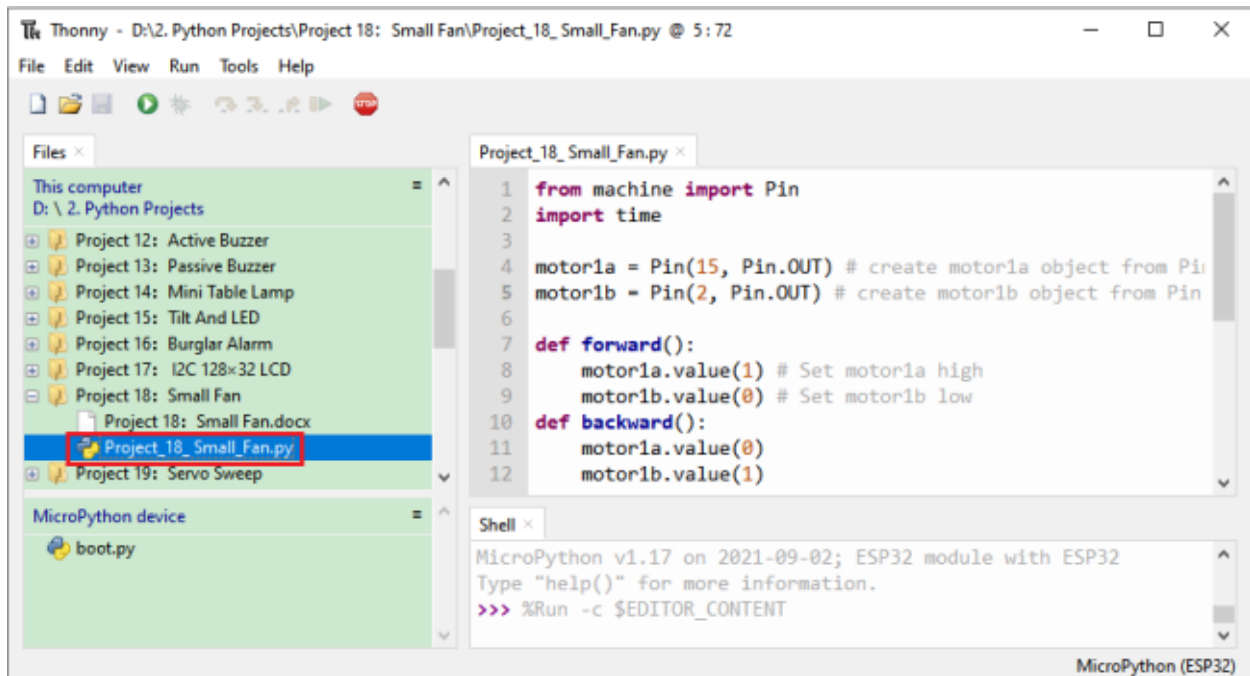 Thonny - D:\2. Python Projects\Project 18: Small Fan\Project_18_ Small_Fan.py @ 5:72
File Edit View Run Tools Help
STOP
Files
This computer
D: \ 2. Python Projects
Project 12: Active Buzzer
Project 13: Passive Buzzer
Project 14: Mini Table Lamp
Project 15: Tilt And LED
Project 16: Burglar Alarm
Project 17: I2C 128×32 LCD
Project 18: Small Fan
Project 18: Small Fan.docx
Project_18_ Small_Fan.py
Project 19: Servo Sweep
MicroPython device
boot.py
Project_18_ Small_Fan.py
1 from machine import Pin
2 import time
3
4 motor1a = Pin(15, Pin.OUT) # create motor1a object from Pi
5 motor1b = Pin(2, Pin.OUT) # create motor1b object from Pin
6
7 def forward():
8     motor1a.value(1) # Set motor1a high
9     motor1b.value(0) # Set motor1b low
10 def backward():
11     motor1a.value(0)
12     motor1b.value(1)
Shell
MicroPython v1.17 on 2021-09-02; ESP32 module with ESP32
Type "help()" for more information.
>>> %Run -c $EDITOR_CONTENT
MicroPython (ESP32)